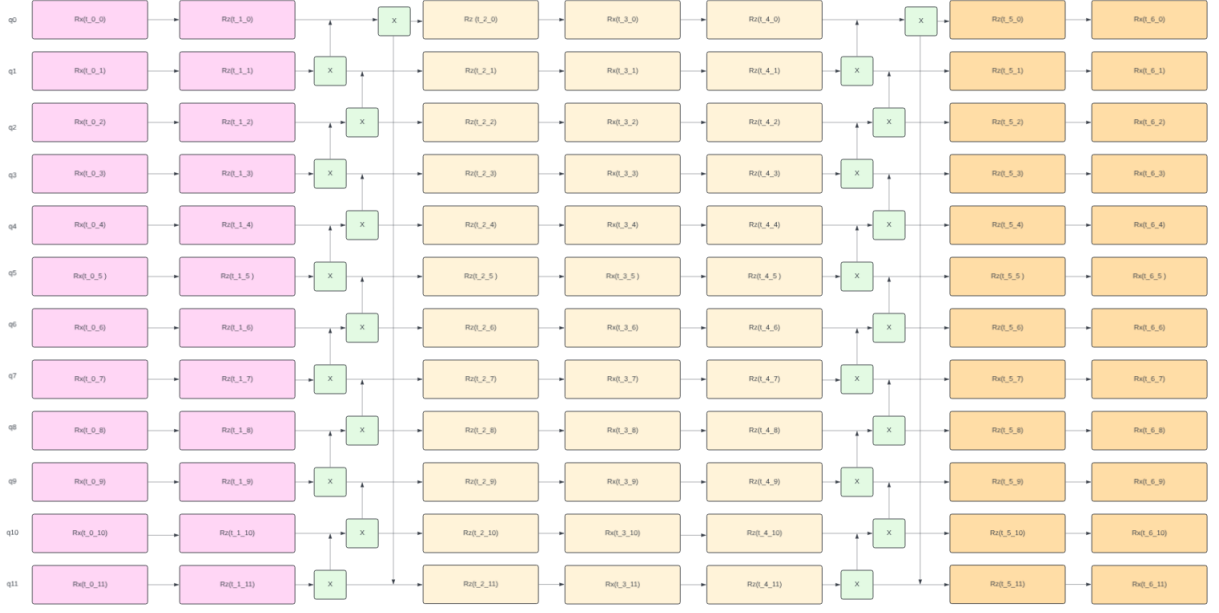 q0 Rx(t_0_0) Rz(t_1_0) X Rz (t_2_0) Rx(t_3_0) Rz(t_4_0) X Rz(t_5_0) Rx(t_6_0)
q1 Rx(t_0_1) Rz(t_1_1) X Rz(t_2_1) Rx(t_3_1) Rz(t_4_1) X Rz(t_5_1) Rx(t_6_1)
q2 Rx(t_0_2) Rz(t_1_2) X Rz(t_2_2) Rx(t_3_2) Rz(t_4_2) X Rz(t_5_2) Rx(t_6_2)
q3 Rx(t_0_3) Rz(t_1_3) X Rz(t_2_3) Rx(t_3_3) Rz(t_4_3) X Rz(t_5_3) Rx(t_6_3)
q4 Rx(t_0_4) Rz(t_1_4) X Rz(t_2_4) Rx(t_3_4) Rz(t_4_4) X Rz(t_5_4) Rx(t_6_4)
q5 Rx(t_0_5 ) Rz(t_1_5 ) X Rz(t_2_5 ) Rx(t_3_5 ) Rz(t_4_5 ) X Rz(t_5_5 ) Rx(t_6_5 )
q6 Rx(t_0_6) Rz(t_1_6) X Rz(t_2_6) Rx(t_3_6) Rz(t_4_6) X Rz(t_5_6) Rx(t_6_6)
q7 Rx(t_0_7) Rz(t_1_7) X Rz(t_2_7) Rx(t_3_7) Rz(t_4_7) X Rx(t_5_7) Rx(t_6_7)
q8 Rx(t_0_8) Rz(t_1_8) X Rz(t_2_8) Rx(t_3_8) Rz(t_4_8) X Rz(t_5_8) Rx(t_6_8)
q9 Rx(t_0_9) Rz(t_1_9) X Rz(t_2_9) Rx(t_3_9) Rz(t_4_9) X Rz(t_5_9) Rx(t_6_9)
q10 Rx(t_0_10) Rz(t_1_10) X Rz(t_2_10) Rx(t_3_10) Rz(t_4_10) X Rz(t_5_10) Rx(t_6_10)
q11 Rx(t_0_11) Rz(t_1_11) X Rz(t_2_11) Rx(t_3_11) Rz(t_4_11) X Rz(t_5_11) Rx(t_6_11)